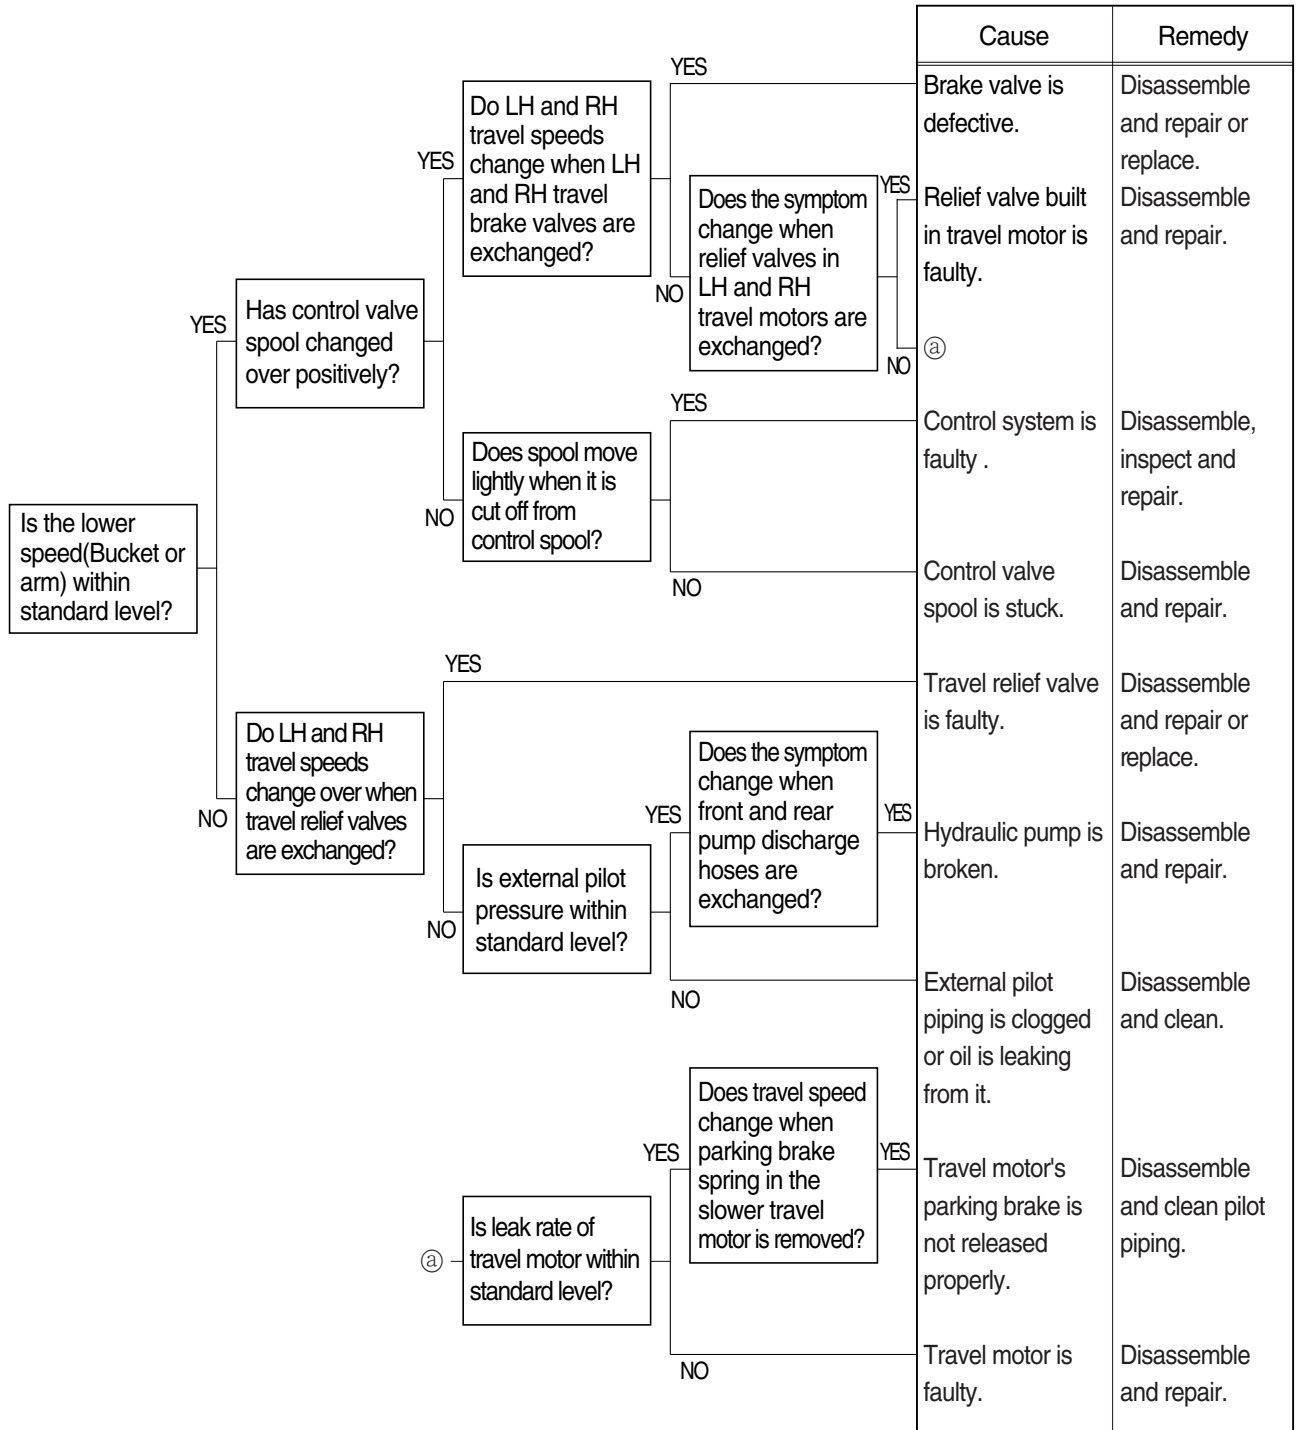 Cause
Remedy
YES
Do LH and RH
travel speeds
change when LH
and RH travel
brake valves are
exchanged?
YES
Brake valve is
defective.
Disassemble
and repair or
replace.
NO
Does the symptom
change when
relief valves in
LH and RH
travel motors are
exchanged?
YES
Relief valve built
in travel motor is
faulty.
Disassemble
and repair.
NO
ⓐ
YES
Has control valve
spool changed
over positively?
NO
Does spool move
lightly when it is
cut off from
control spool?
YES
Control system is
faulty .
Disassemble,
inspect and
repair.
NO
Control valve
spool is stuck.
Disassemble
and repair.
Is the lower
speed(Bucket or
arm) within
standard level?
NO
Do LH and RH
travel speeds
change over when
travel relief valves
are exchanged?
YES
Travel relief valve
is faulty.
Disassemble
and repair or
replace.
NO
Is external pilot
pressure within
standard level?
YES
Does the symptom
change when
front and rear
pump discharge
hoses are
exchanged?
YES
Hydraulic pump is
broken.
Disassemble
and repair.
NO
External pilot
piping is clogged
or oil is leaking
from it.
Disassemble
and clean.
ⓐ
Is leak rate of
travel motor within
standard level?
YES
Does travel speed
change when
parking brake
spring in the
slower travel
motor is removed?
YES
Travel motor's
parking brake is
not released
properly.
Disassemble
and clean pilot
piping.
NO
Travel motor is
faulty.
Disassemble
and repair.